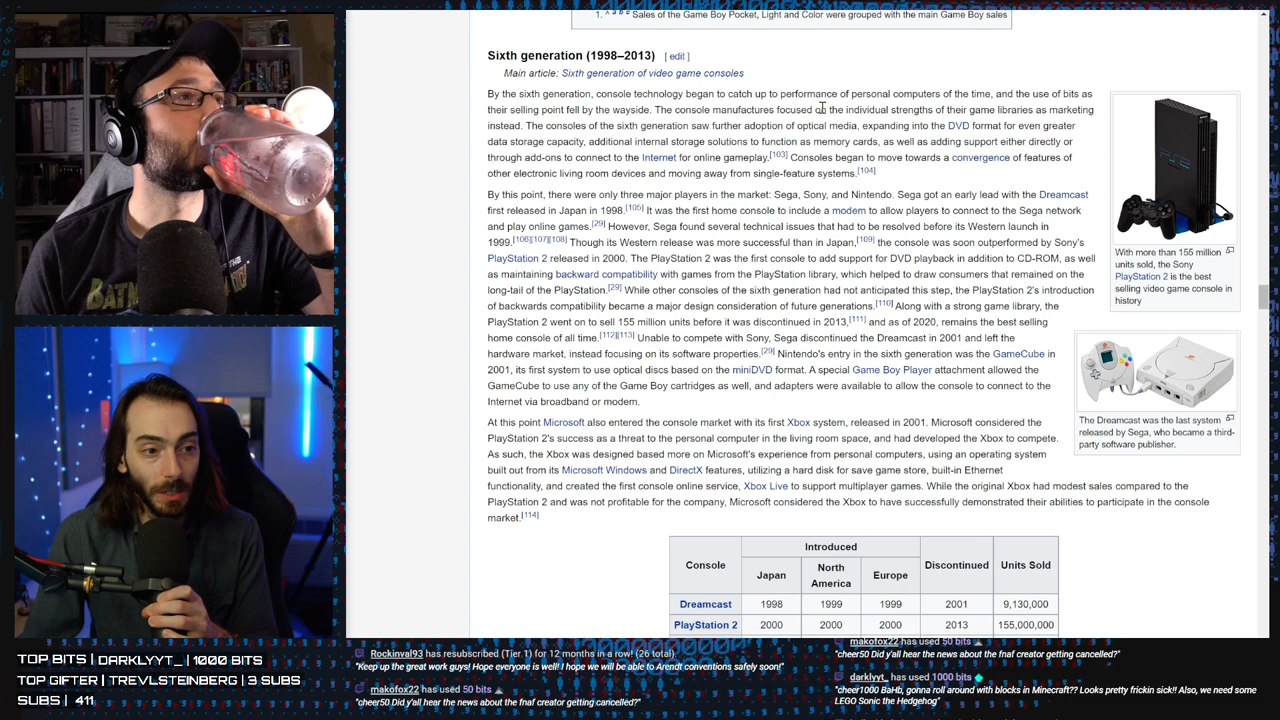 1. ^ a b c Sales of the Game Boy Pocket, Light and Color were grouped with the main Game Boy sales
Sixth generation (1998–2013) [ edit ]
Main article: Sixth generation of video game consoles
By the sixth generation, console technology began to catch up to performance of personal computers of the time, and the use of bits as
their selling point fell by the wayside. The console manufactures focused on the individual strengths of their game libraries as marketing
instead. The consoles of the sixth generation saw further adoption of optical media, expanding into the DVD format for even greater
data storage capacity, additional internal storage solutions to function as memory cards, as well as adding support either directly or
through add-ons to connect to the Internet for online gameplay.[103] Consoles began to move towards a convergence of features of
other electronic living room devices and moving away from single-feature systems.[104]
By this point, there were only three major players in the market: Sega, Sony, and Nintendo. Sega got an early lead with the Dreamcast
first released in Japan in 1998.[105] It was the first home console to include a modem to allow players to connect to the Sega network
and play online games.[29] However, Sega found several technical issues that had to be resolved before its Western launch in
1999.[106][107][108] Though its Western release was more successful than in Japan,[109] the console was soon outperformed by Sony's
PlayStation 2 released in 2000. The PlayStation 2 was the first console to add support for DVD playback in addition to CD-ROM, as well
as maintaining backward compatibility with games from the PlayStation library, which helped to draw consumers that remained on the
long-tail of the PlayStation.[29] While other consoles of the sixth generation had not anticipated this step, the PlayStation 2's introduction
of backwards compatibility became a major design consideration of future generations.[110] Along with a strong game library, the
PlayStation 2 went on to sell 155 million units before it was discontinued in 2013,[111] and as of 2020, remains the best selling
home console of all time.[112][113] Unable to compete with Sony, Sega discontinued the Dreamcast in 2001 and left the
hardware market, instead focusing on its software properties.[29] Nintendo's entry in the sixth generation was the GameCube in
2001, its first system to use optical discs based on the miniDVD format. A special Game Boy Player attachment allowed the
GameCube to use any of the Game Boy cartridges as well, and adapters were available to allow the console to connect to the
Internet via broadband or modem.
At this point Microsoft also entered the console market with its first Xbox system, released in 2001. Microsoft considered the
PlayStation 2's success as a threat to the personal computer in the living room space, and had developed the Xbox to compete.
As such, the Xbox was designed based more on Microsoft's experience from personal computers, using an operating system
built out from its Microsoft Windows and DirectX features, utilizing a hard disk for save game store, built-in Ethernet
functionality, and created the first console online service, Xbox Live to support multiplayer games. While the original Xbox had modest sales compared to the
PlayStation 2 and was not profitable for the company, Microsoft considered the Xbox to have successfully demonstrated their abilities to participate in the console
market.[114]
With more than 155 million
units sold, the Sony
PlayStation 2 is the best
selling video game console in
history
The Dreamcast was the last system
released by Sega, who became a third-
party software publisher.
Console Introduced Discontinued Units Sold
Japan North America Europe
Dreamcast 1998 1999 1999 2001 9,130,000
PlayStation 2 2000 2000 2000 2013 155,000,000
BATM
TOP BITS | DARKLYYT_ | 1000 BITS
TOP GIFTER | TREVLSTEINBERG | 3 SUBS
SUBS | 411
Rockinval93 has resubscribed (Tier 1) for 12 months in a row! (26 total).
"Keep up the great work guys! Hope everyone is well! I hope we will be able to Arendt conventions safely soon!"
makofox22 has used 50 bits
"cheer50 Did y'all hear the news about the fnaf creator getting cancelled?"
makofox22 has used 50 bits
"cheer50 Did y'all hear the news about the fnaf creator getting cancelled?"
darklyyt_ has used 1000 bits
"cheer1000 BaHb, gonna roll around with blocks in Minecraft?? Looks pretty frickin sick!! Also, we need some
LEGO Sonic the Hedgehog"